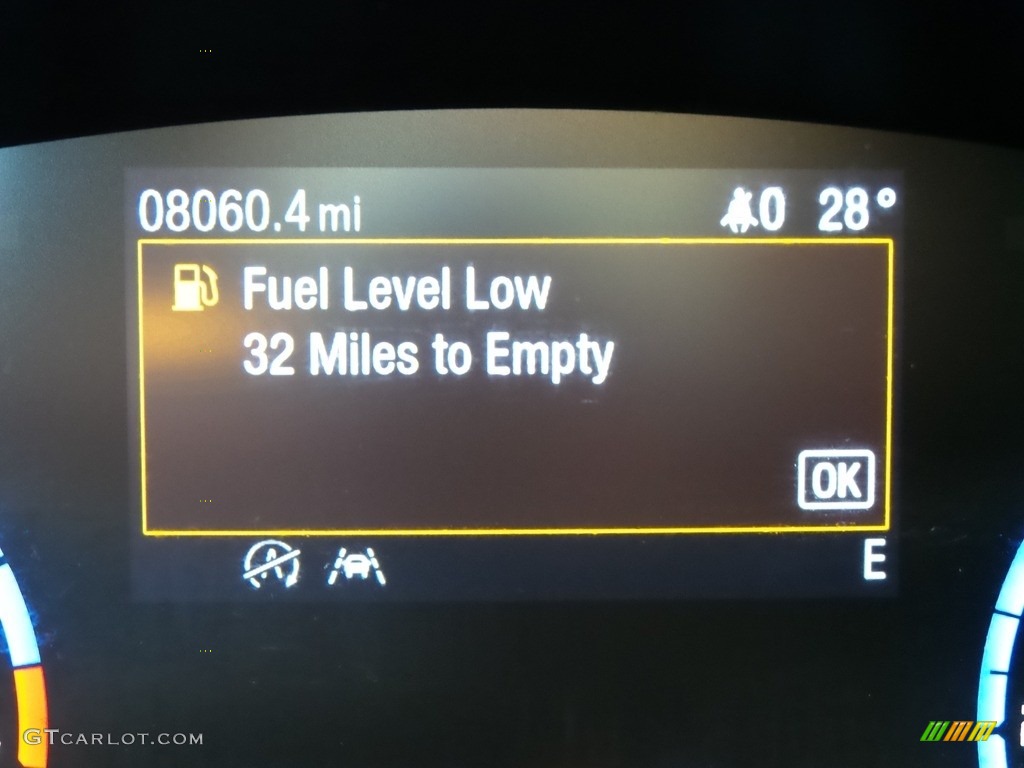 08060.4 mi 0 28°
Fuel Level Low
32 Miles to Empty
OK
E
GTCARLOT.COM